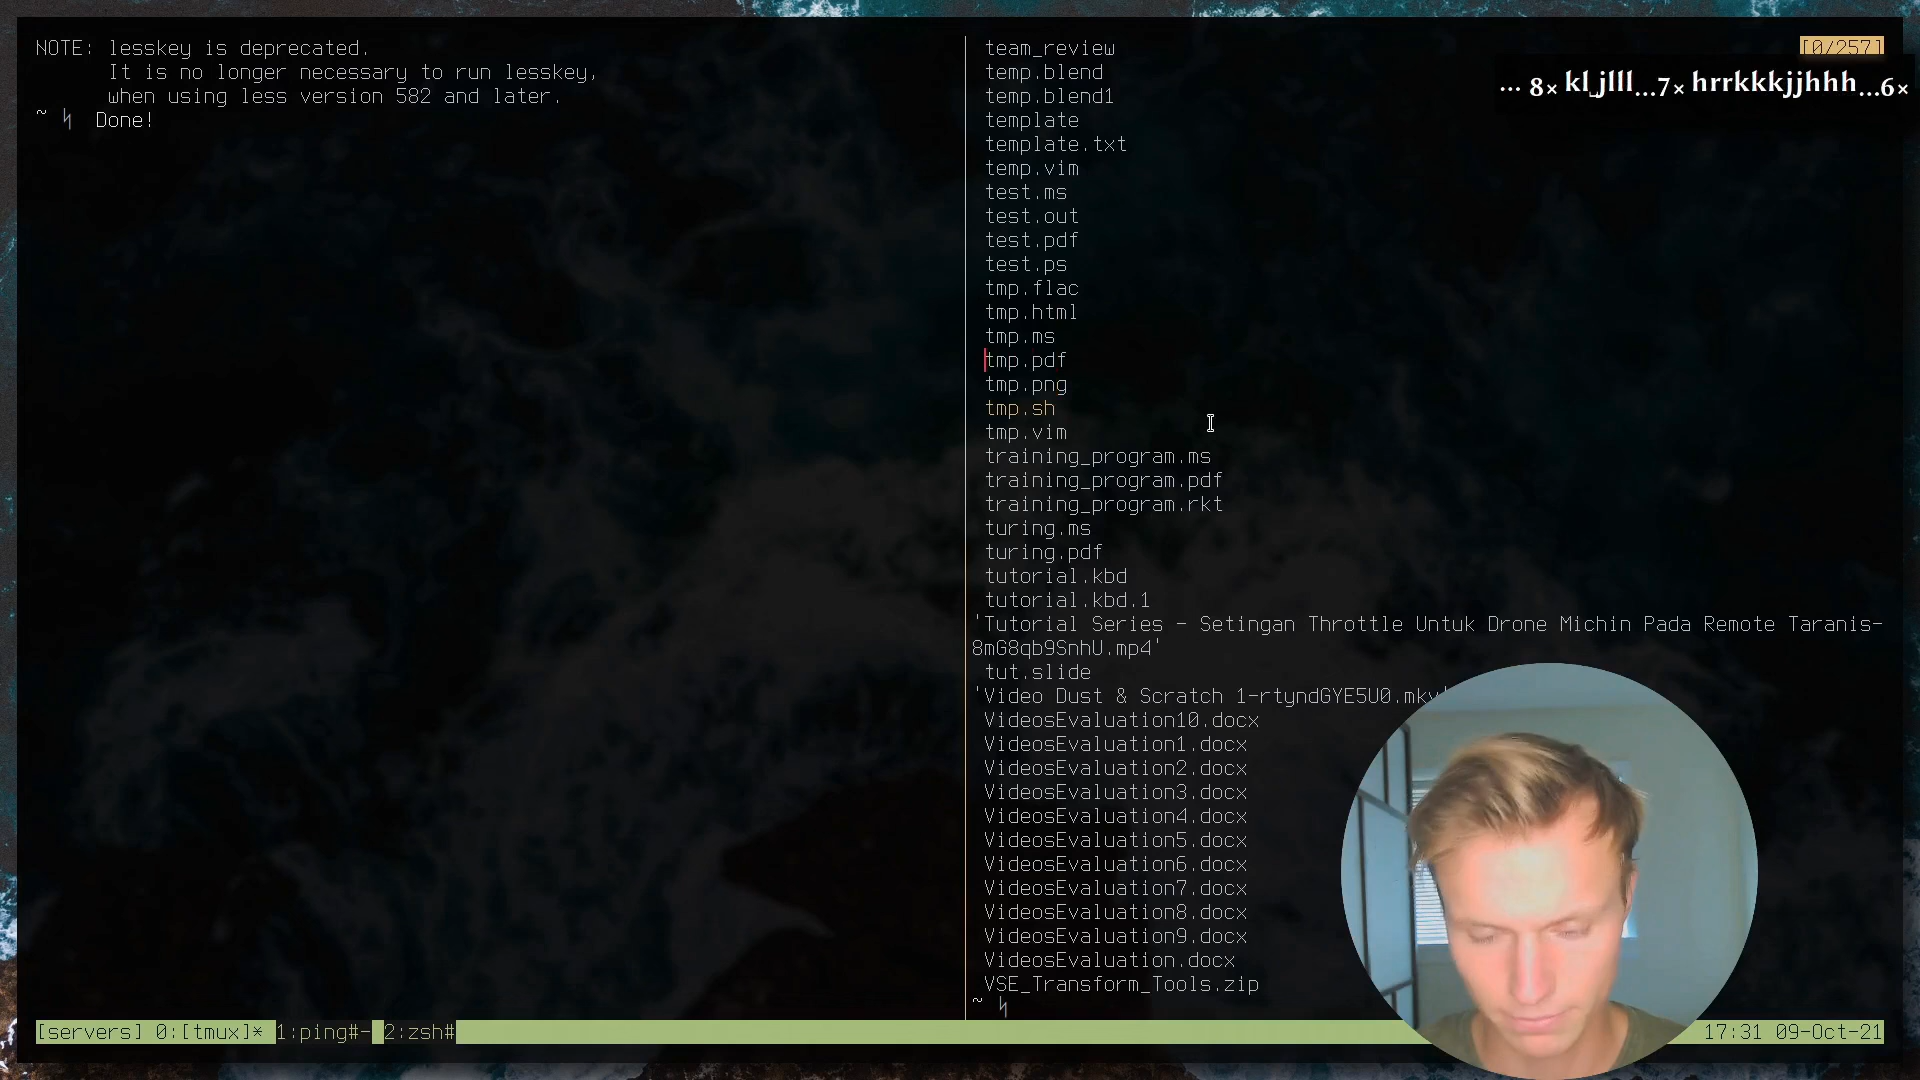 NOTE: lesskey is deprecated.
It is no longer necessary to run lesskey,
when using less version 582 and later.
~ Done!
team_review
[0/257]
... 8× kl␣jlll...7× hrrkkkjjhhh...6×
temp.blend
temp.blend1
template
template.txt
temp.vim
test.ms
test.out
test.pdf
test.ps
tmp.flac
tmp.html
tmp.ms
tmp.pdf
tmp.png
tmp.sh
tmp.vim
training_program.ms
training_program.pdf
training_program.rkt
turing.ms
turing.pdf
tutorial.kbd
tutorial.kbd.1
'Tutorial Series - Setingan Throttle Untuk Drone Michin Pada Remote Taranis-
8mG8qb9SnhU.mp4'
tut.slide
'Video Dust & Scratch 1-rtyndGYE5U0.mkv'
VideosEvaluation10.docx
VideosEvaluation1.docx
VideosEvaluation2.docx
VideosEvaluation3.docx
VideosEvaluation4.docx
VideosEvaluation5.docx
VideosEvaluation6.docx
VideosEvaluation7.docx
VideosEvaluation8.docx
VideosEvaluation9.docx
VideosEvaluation.docx
VSE_Transform_Tools.zip
~
[servers] 0:[tmux]* 1:ping#- 2:zsh#
17:31 09-Oct-21